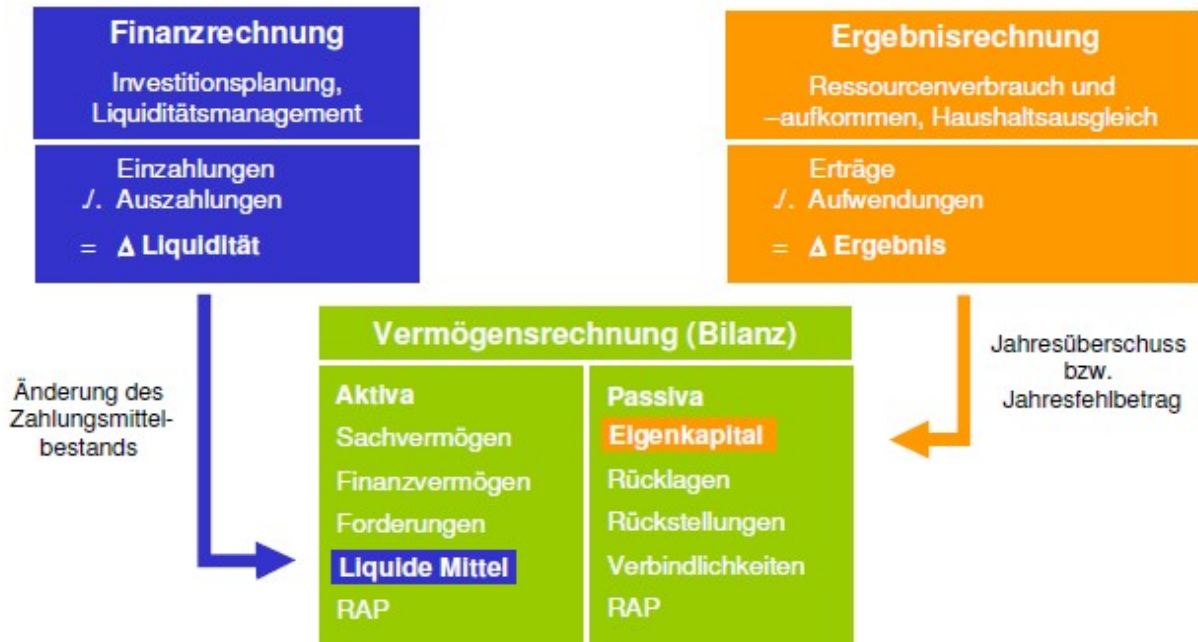 Finanzrechnung
Investitionsplanung,
Liquiditätsmanagement
Einzahlungen
./. Auszahlungen
= Δ Liquidität
Ergebnisrechnung
Ressourcenverbrauch und
–aufkommen, Haushaltsausgleich
Erträge
./. Aufwendungen
= Δ Ergebnis
Änderung des
Zahlungsmittel-
bestands
Vermögensrechnung (Bilanz)
Aktiva
Sachvermögen
Finanzvermögen
Forderungen
Liquide Mittel
RAP
Passiva
Eigenkapital
Rücklagen
Rückstellungen
Verbindlichkeiten
RAP
Jahresüberschuss
bzw.
Jahresfehlbetrag